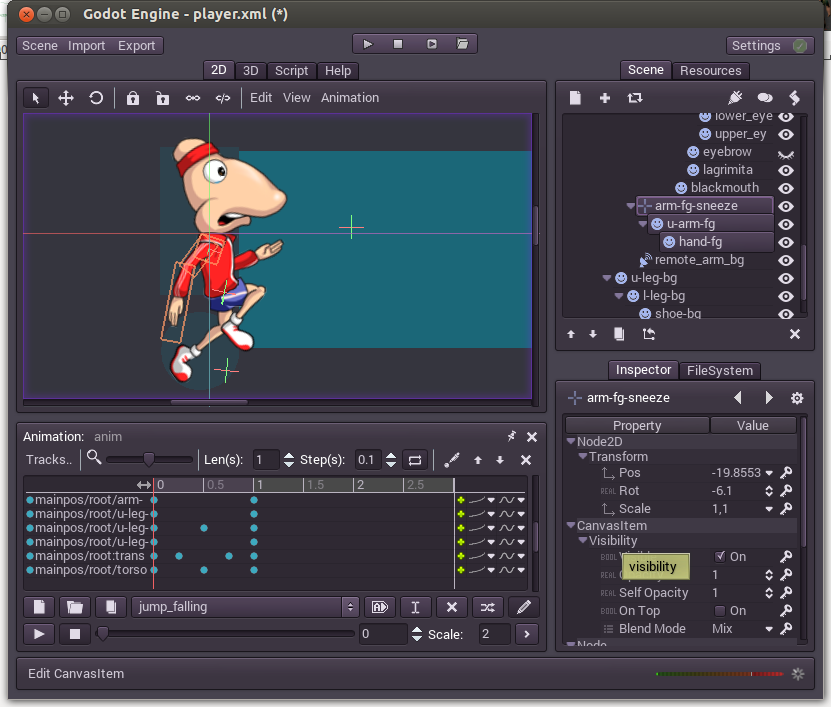 Godot Engine - player.xml (*)
Scene Import Export
Settings
2D 3D Script Help
Edit View Animation
Scene Resources
lower_eye
upper_ey
eyebrow
lagrimita
blackmouth
arm-fg-sneeze
u-arm-fg
hand-fg
remote_arm_bg
u-leg-bg
l-leg-bg
shoe-bg
Inspector FileSystem
arm-fg-sneeze
Property Value
Node2D
Transform
Pos -19.8553
REAL Rot -6.1
Scale 1,1
CanvasItem
Visibility
BOOL On
visibility
REAL 1
REAL Self Opacity 1
BOOL On Top On
Blend Mode Mix
Node
Animation: anim
Tracks.. Len(s): 1 Step(s): 0.1
0 0.5 1 1.5 2 2.5
mainpos/root/arm-
mainpos/root/u-leg-
mainpos/root/u-leg-
mainpos/root/u-leg-
mainpos/root:trans
mainpos/root/torso
jump_falling
0 Scale: 2
Edit CanvasItem